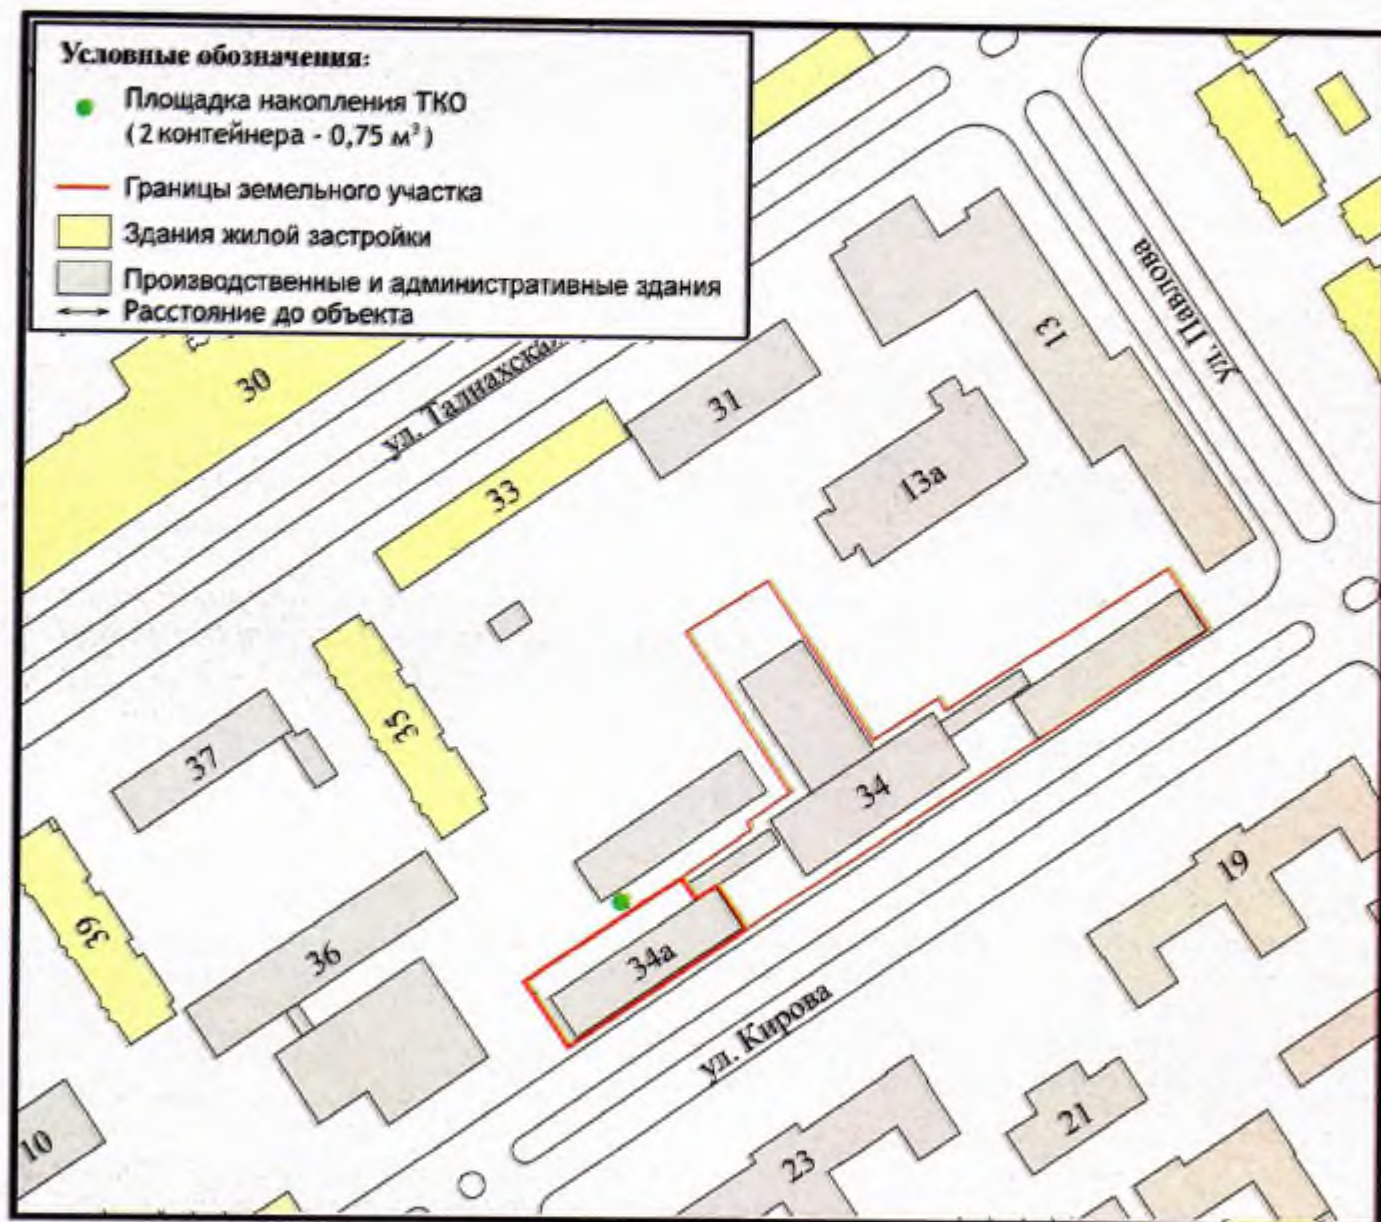 Условные обозначения:
Площадка накопления ТКО
(2 контейнера - 0,75 м³)
Границы земельного участка
Здания жилой застройки
Производственные и административные здания
Расстояние до объекта
ул. Павлова
13
30
ул. Талнахская
31
33
13а
35
37
34
19
39
36
34а
ул. Кирова
21
10
23